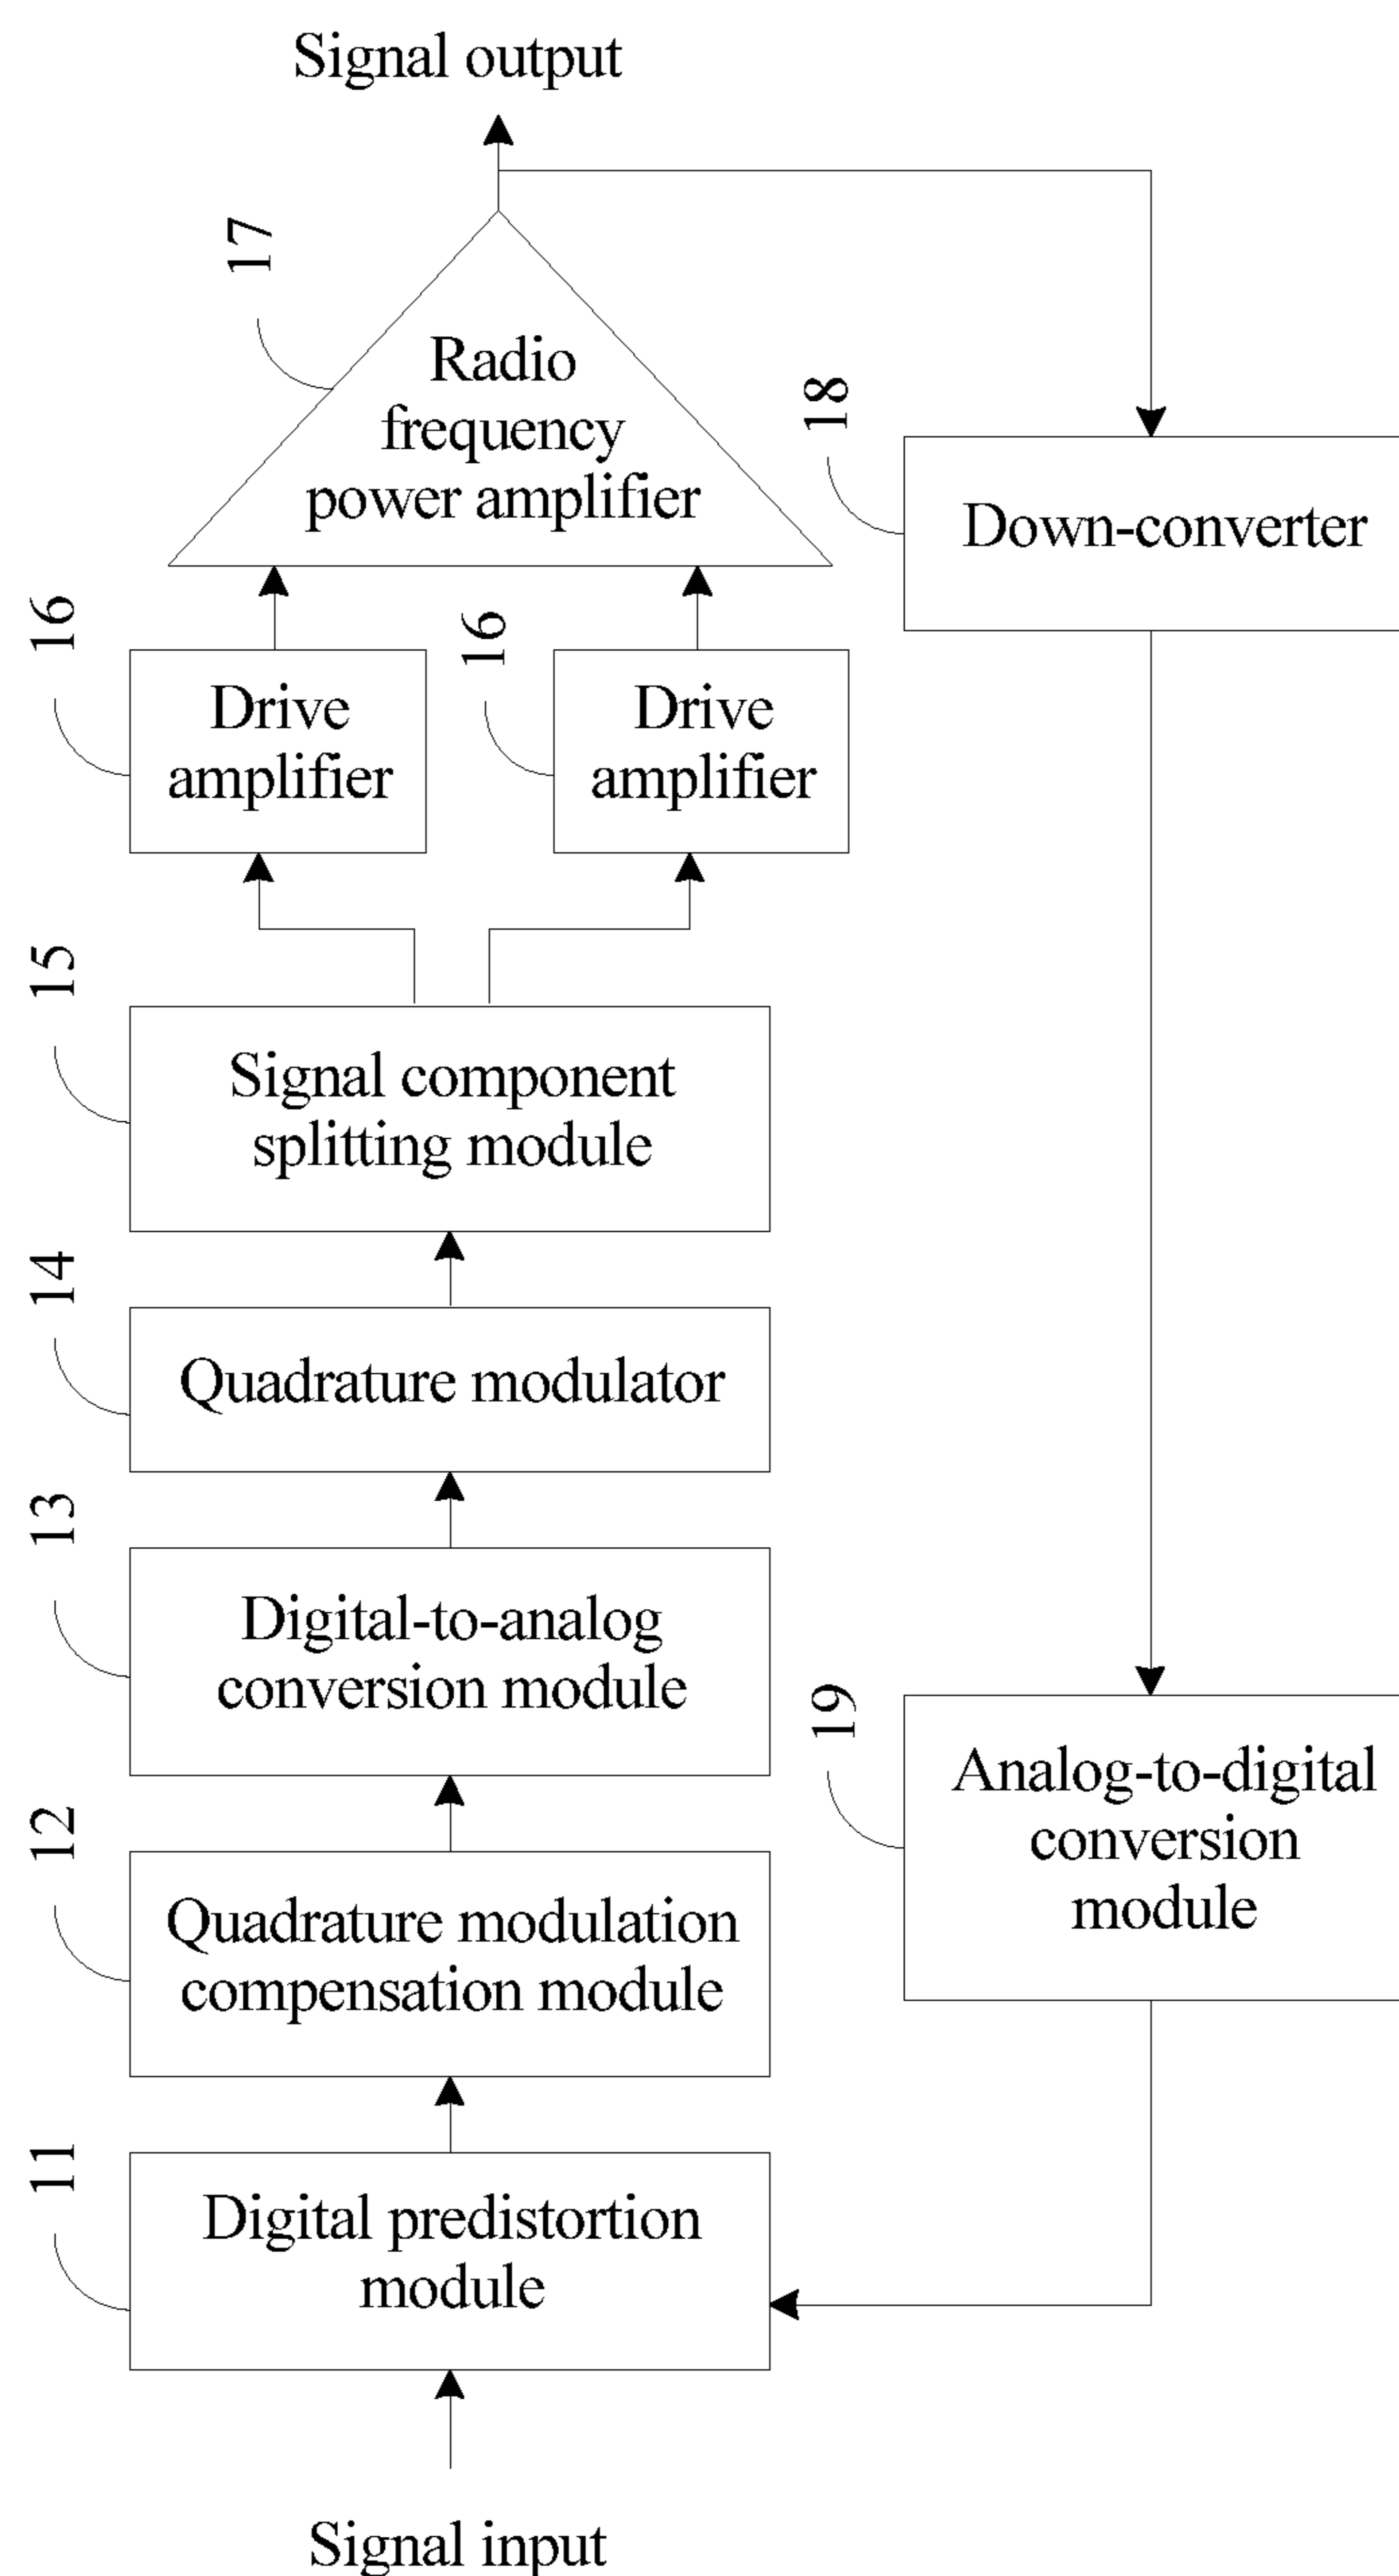 Signal output
17
Radio
frequency
power amplifier
18
Down-converter
16
Drive
amplifier
16
Drive
amplifier
15
Signal component
splitting module
14
Quadrature modulator
13
Digital-to-analog
conversion module
19
Analog-to-digital
conversion
module
12
Quadrature modulation
compensation module
11
Digital predistortion
module
Signal input